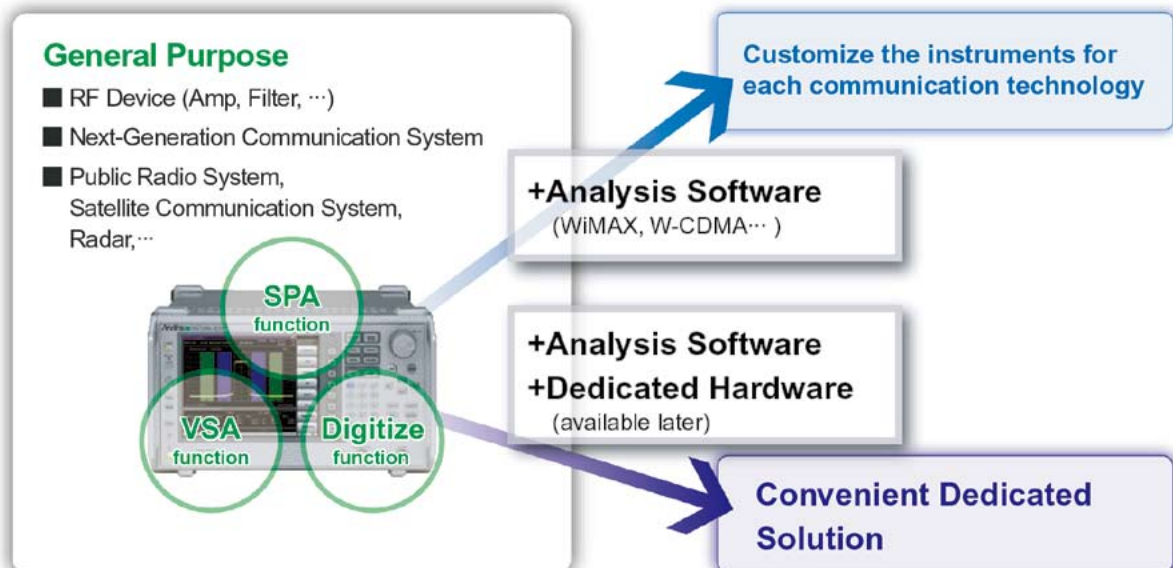 General Purpose
■ RF Device (Amp, Filter, ···)
■ Next-Generation Communication System
■ Public Radio System,
Satellite Communication System,
Radar,···
SPA
function
VSA
function
Digitize
function
Customize the instruments for
each communication technology
+Analysis Software
(WiMAX, W-CDMA··· )
+Analysis Software
+Dedicated Hardware
(available later)
Convenient Dedicated
Solution